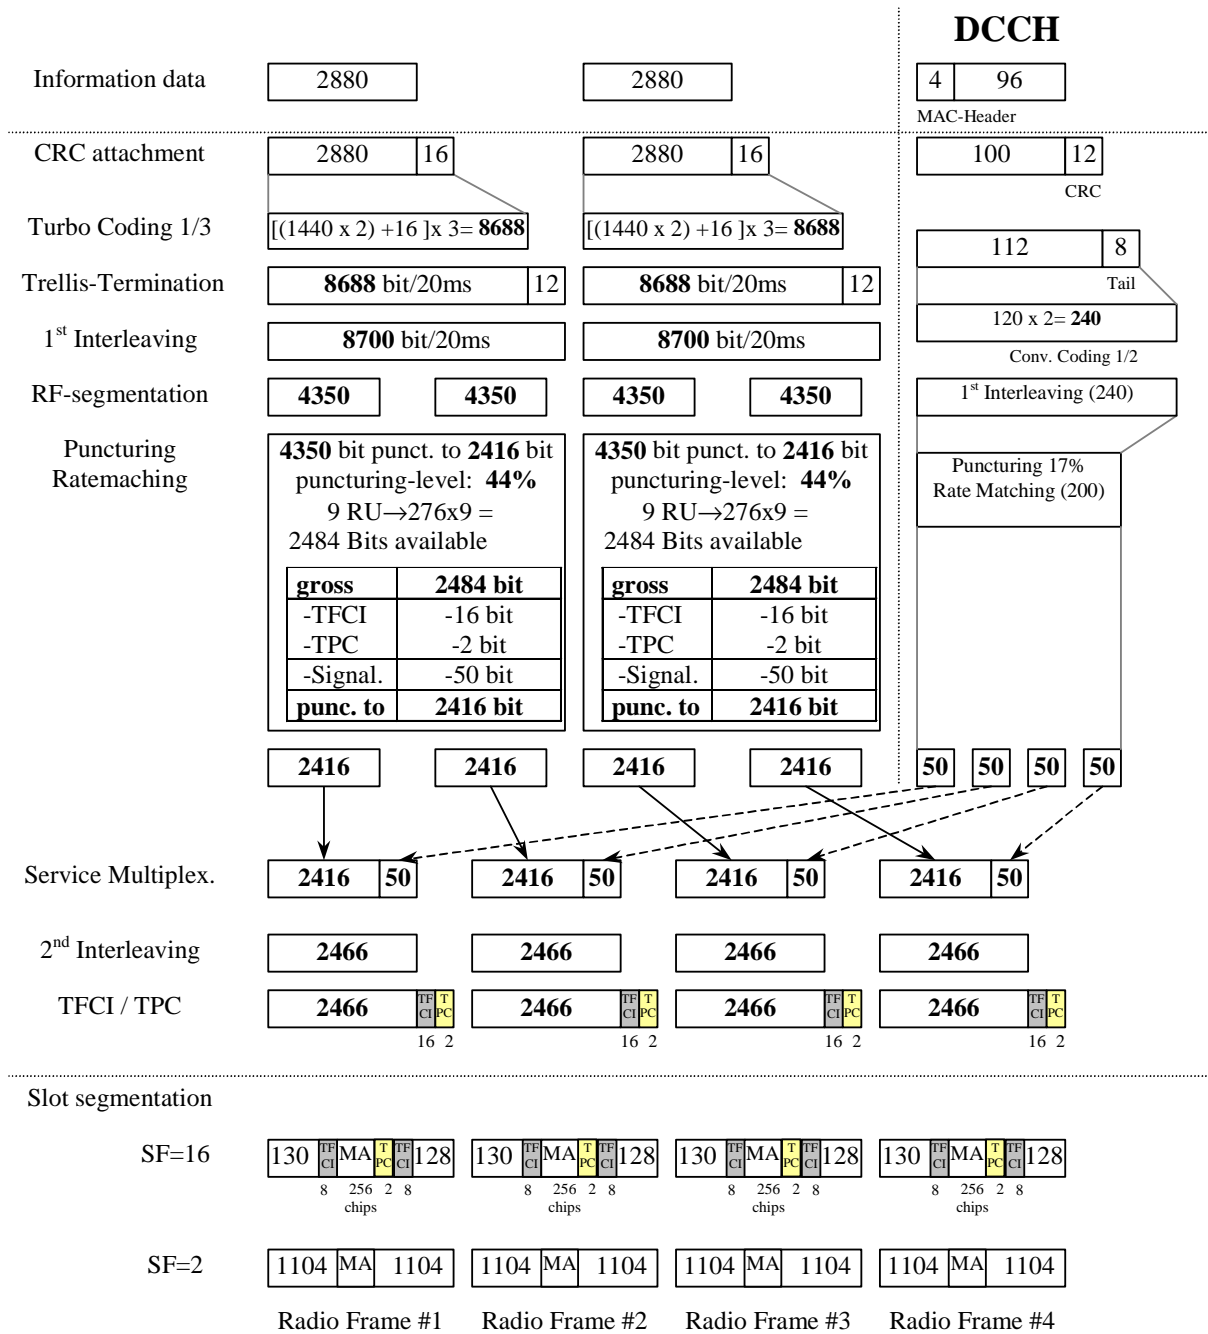 DCCH
Information data 2880 2880 4 96
MAC-Header
CRC attachment 2880 16 2880 16 100 12
CRC
Turbo Coding 1/3 [(1440 x 2) +16 ]x 3= 8688 [(1440 x 2) +16 ]x 3= 8688
112 8
Tail
Trellis-Termination 8688 bit/20ms 12 8688 bit/20ms 12
120 x 2= 240
Conv. Coding 1/2
1st Interleaving 8700 bit/20ms 8700 bit/20ms
RF-segmentation 4350 4350 4350 4350 1st Interleaving (240)
Puncturing
Ratemaching
4350 bit punct. to 2416 bit
puncturing-level: 44%
9 RU→276x9 =
2484 Bits available
gross 2484 bit
-TFCI -16 bit
-TPC -2 bit
-Signal. -50 bit
punc. to 2416 bit
4350 bit punct. to 2416 bit
puncturing-level: 44%
9 RU→276x9 =
2484 Bits available
gross 2484 bit
-TFCI -16 bit
-TPC -2 bit
-Signal. -50 bit
punc. to 2416 bit
Puncturing 17%
Rate Matching (200)
2416 2416 2416 2416 50 50 50 50
Service Multiplex. 2416 50 2416 50 2416 50 2416 50
2nd Interleaving 2466 2466 2466 2466
TFCI / TPC 2466 TF CI T PC 2466 TF CI T PC 2466 TF CI T PC 2466 TF CI T PC
16 2 16 2 16 2 16 2
Slot segmentation
SF=16 130 TF CI MA T PC TF CI 128 130 TF CI MA T PC TF CI 128 130 TF CI MA T PC TF CI 128 130 TF CI MA T PC TF CI 128
8 256 2 8 8 256 2 8 8 256 2 8 8 256 2 8
chips chips chips chips
SF=2 1104 MA 1104 1104 MA 1104 1104 MA 1104 1104 MA 1104
Radio Frame #1 Radio Frame #2 Radio Frame #3 Radio Frame #4